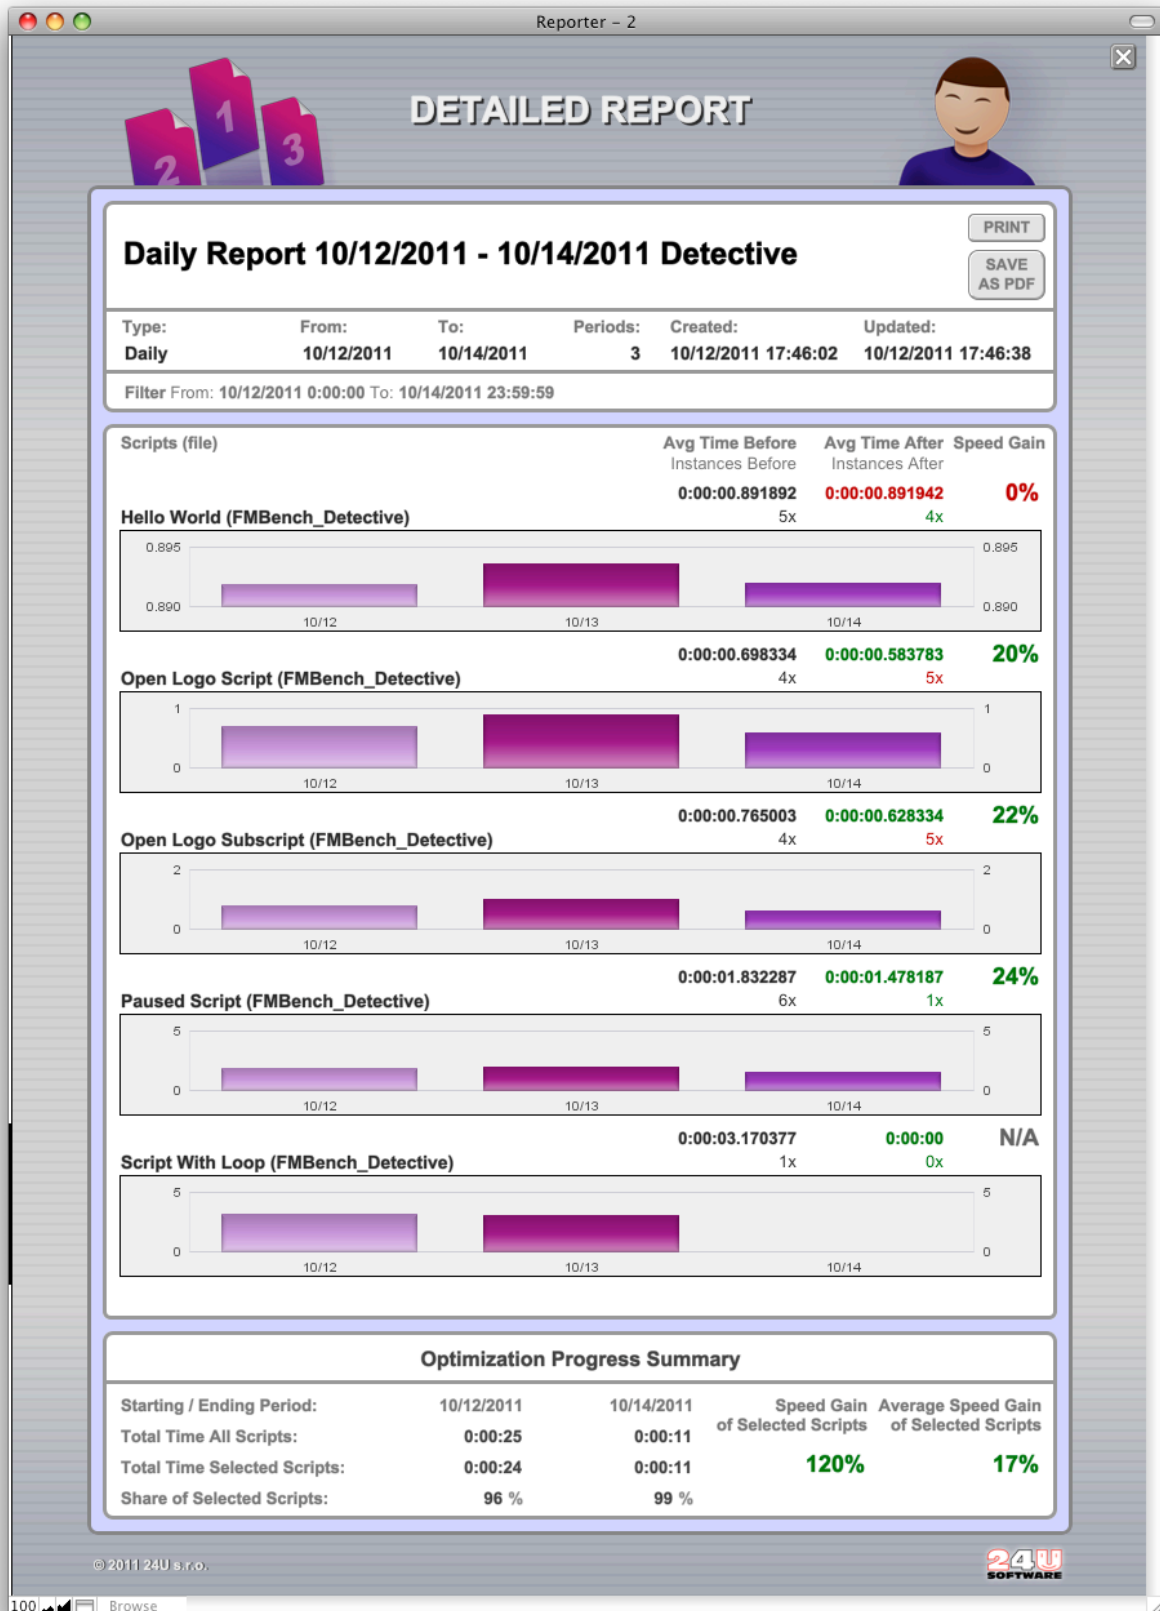 Reporter – 2
2 1 3
DETAILED REPORT
Daily Report 10/12/2011 - 10/14/2011 Detective
PRINT
SAVE
AS PDF
Type: From: To: Periods: Created: Updated:
Daily 10/12/2011 10/14/2011 3 10/12/2011 17:46:02 10/12/2011 17:46:38
Filter From: 10/12/2011 0:00:00 To: 10/14/2011 23:59:59
Scripts (file) Avg Time Before Avg Time After Speed Gain
Instances Before Instances After
0:00:00.891892 0:00:00.891942 0%
Hello World (FMBench_Detective) 5x 4x
0.895 0.895
0.890 0.890
10/12 10/13 10/14
0:00:00.698334 0:00:00.583783 20%
Open Logo Script (FMBench_Detective) 4x 5x
1 1
0 0
10/12 10/13 10/14
0:00:00.765003 0:00:00.628334 22%
Open Logo Subscript (FMBench_Detective) 4x 5x
2 2
0 0
10/12 10/13 10/14
0:00:01.832287 0:00:01.478187 24%
Paused Script (FMBench_Detective) 6x 1x
5 5
0 0
10/12 10/13 10/14
0:00:03.170377 0:00:00 N/A
Script With Loop (FMBench_Detective) 1x 0x
5 5
0 0
10/12 10/13 10/14
Optimization Progress Summary
Starting / Ending Period: 10/12/2011 10/14/2011 Speed Gain Average Speed Gain
of Selected Scripts of Selected Scripts
Total Time All Scripts: 0:00:25 0:00:11
Total Time Selected Scripts: 0:00:24 0:00:11 120% 17%
Share of Selected Scripts: 96 % 99 %
© 2011 24U s.r.o.
24U
SOFTWARE
100 Browse